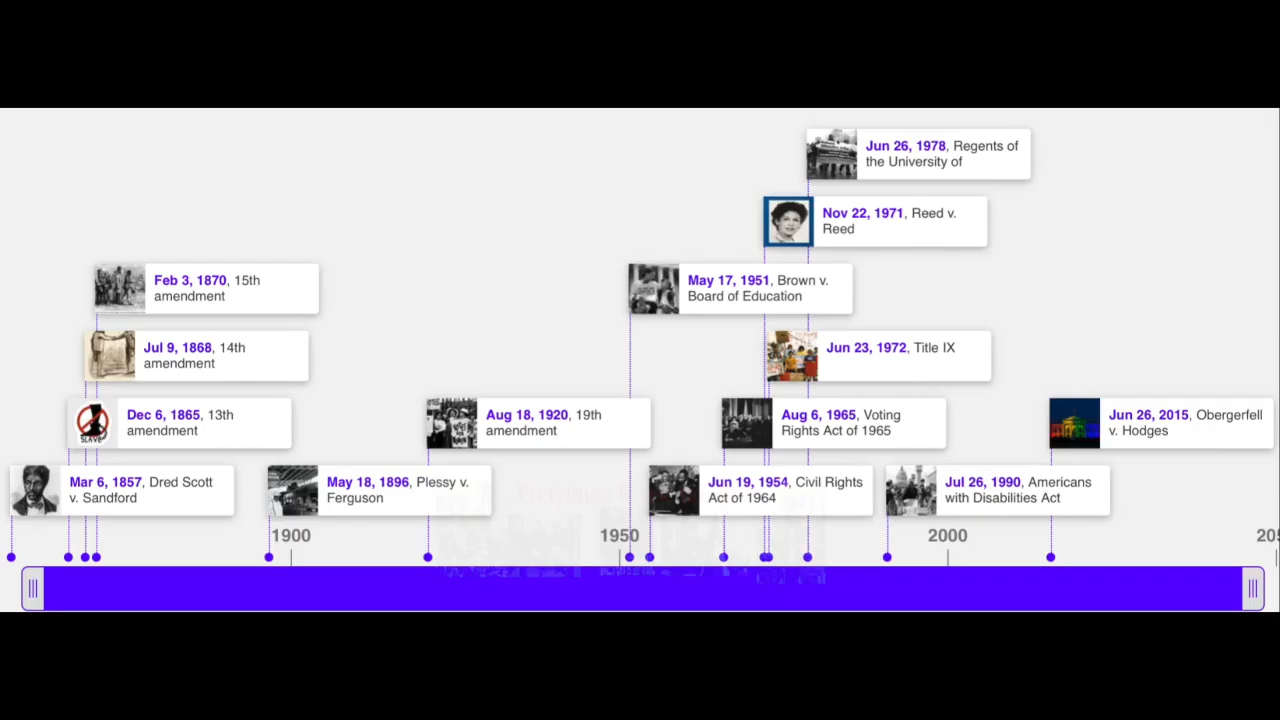 Jun 26, 1978, Regents of
the University of
Nov 22, 1971, Reed v.
Reed
Feb 3, 1870, 15th
amendment
May 17, 1951, Brown v.
Board of Education
Jul 9, 1868, 14th
amendment
Jun 23, 1972, Title IX
Dec 6, 1865, 13th
amendment
Aug 18, 1920, 19th
amendment
Aug 6, 1965, Voting
Rights Act of 1965
Jun 26, 2015, Obergerfell
v. Hodges
Mar 6, 1857, Dred Scott
v. Sandford
May 18, 1896, Plessy v.
Ferguson
Jun 19, 1954, Civil Rights
Act of 1964
Jul 26, 1990, Americans
with Disabilities Act
1900
1950
2000